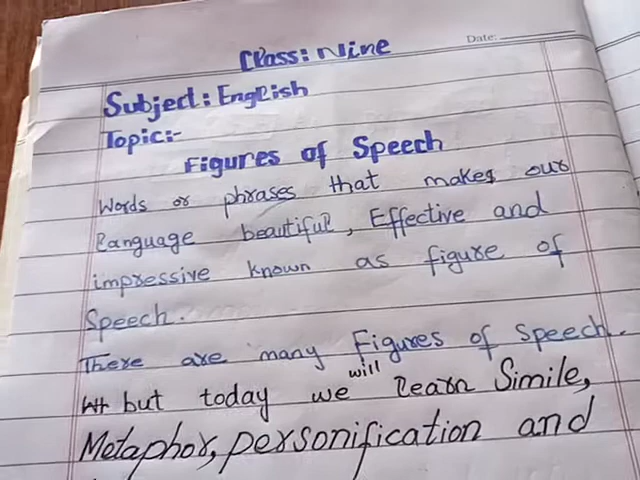 Date:
Class: Nine
Subject: English
Topic:-
Figures of Speech
Words or phrases that makes our
language beautiful, Effective and
impressive known as figure of
Speech.
There are many Figures of Speech.
but today we will learn Simile,
Metaphor, personification and